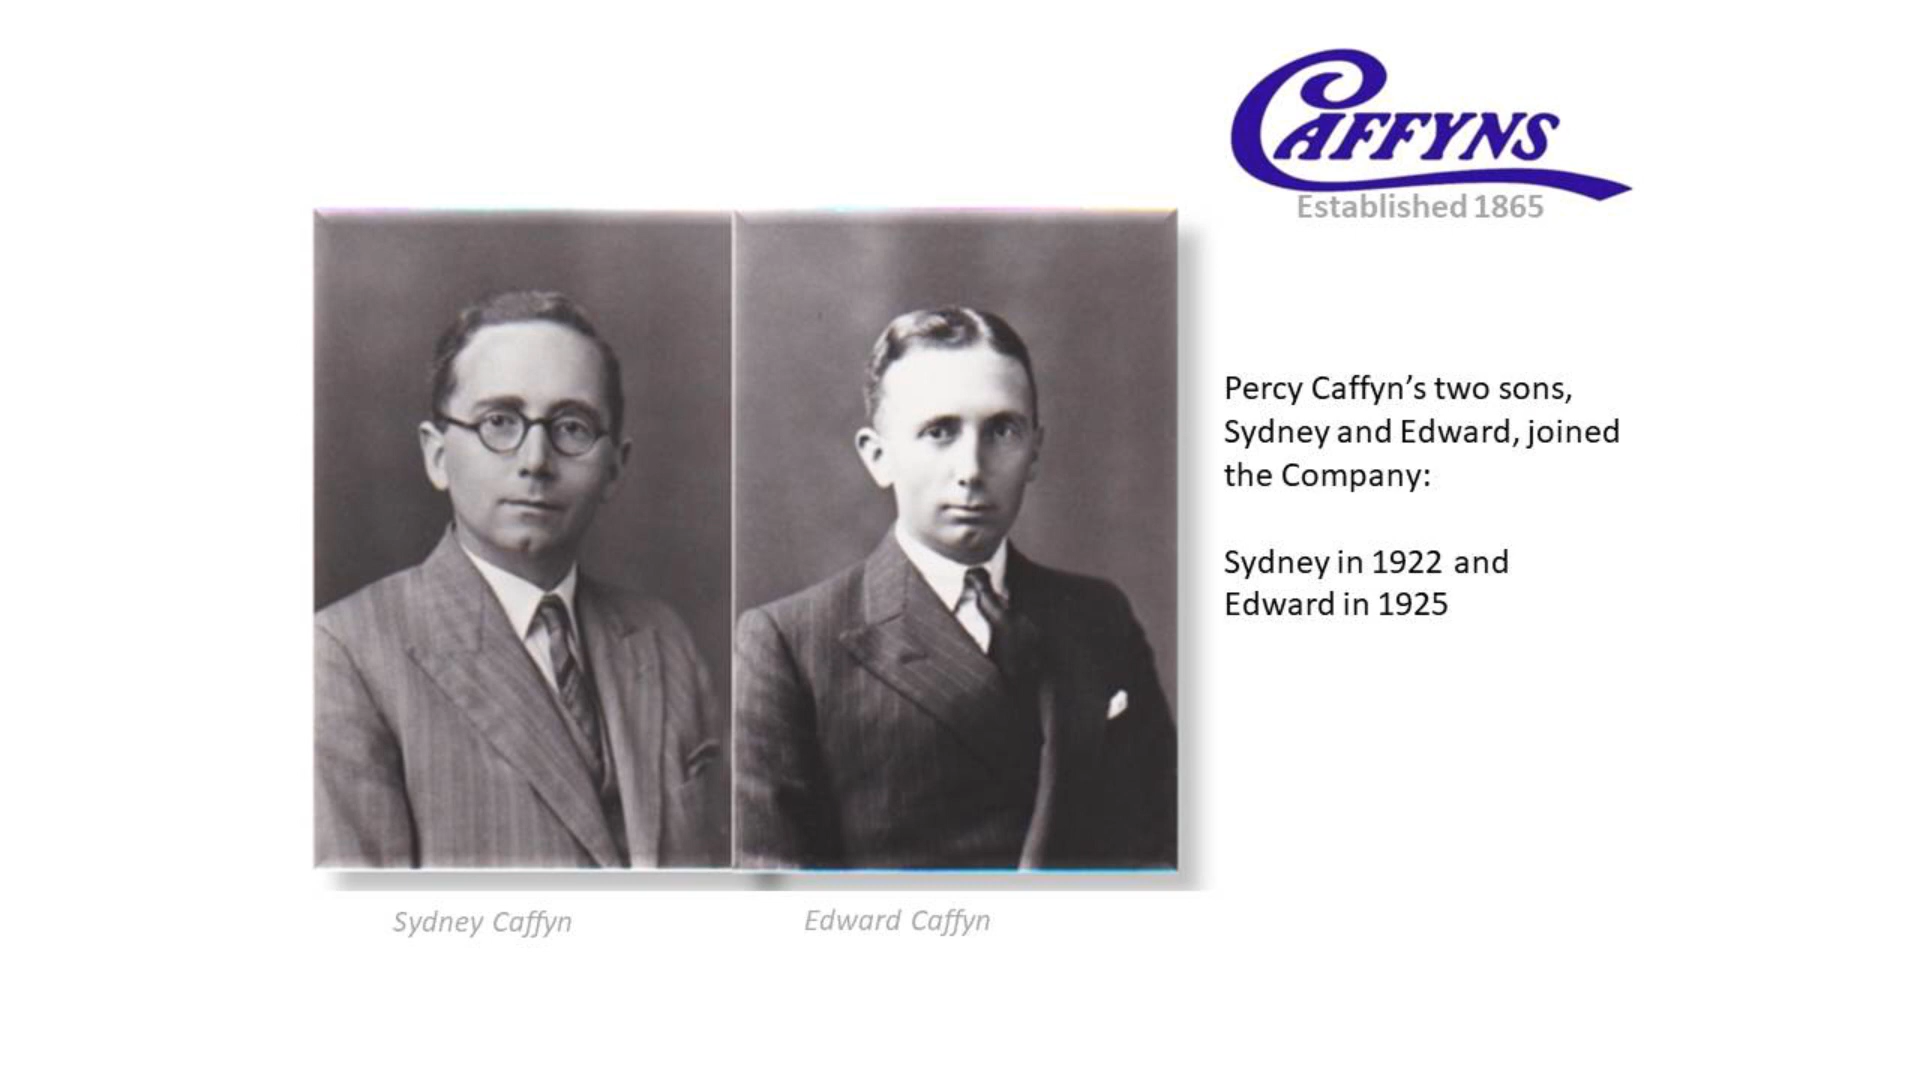 CAFFYNS
Established 1865
Percy Caffyn’s two sons,
Sydney and Edward, joined
the Company:
Sydney in 1922 and
Edward in 1925
Sydney Caffyn
Edward Caffyn